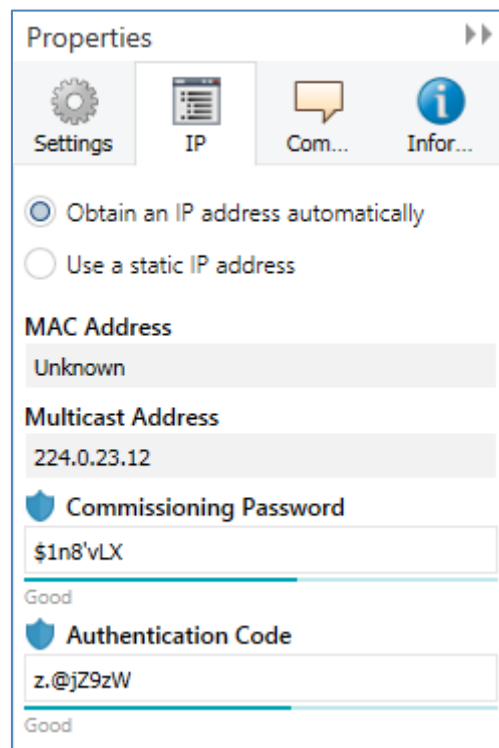 Properties
Settings IP Com... Infor...
Obtain an IP address automatically
Use a static IP address
MAC Address
Unknown
Multicast Address
224.0.23.12
Commissioning Password
$1n8'vLX
Good
Authentication Code
z.@jZ9zW
Good